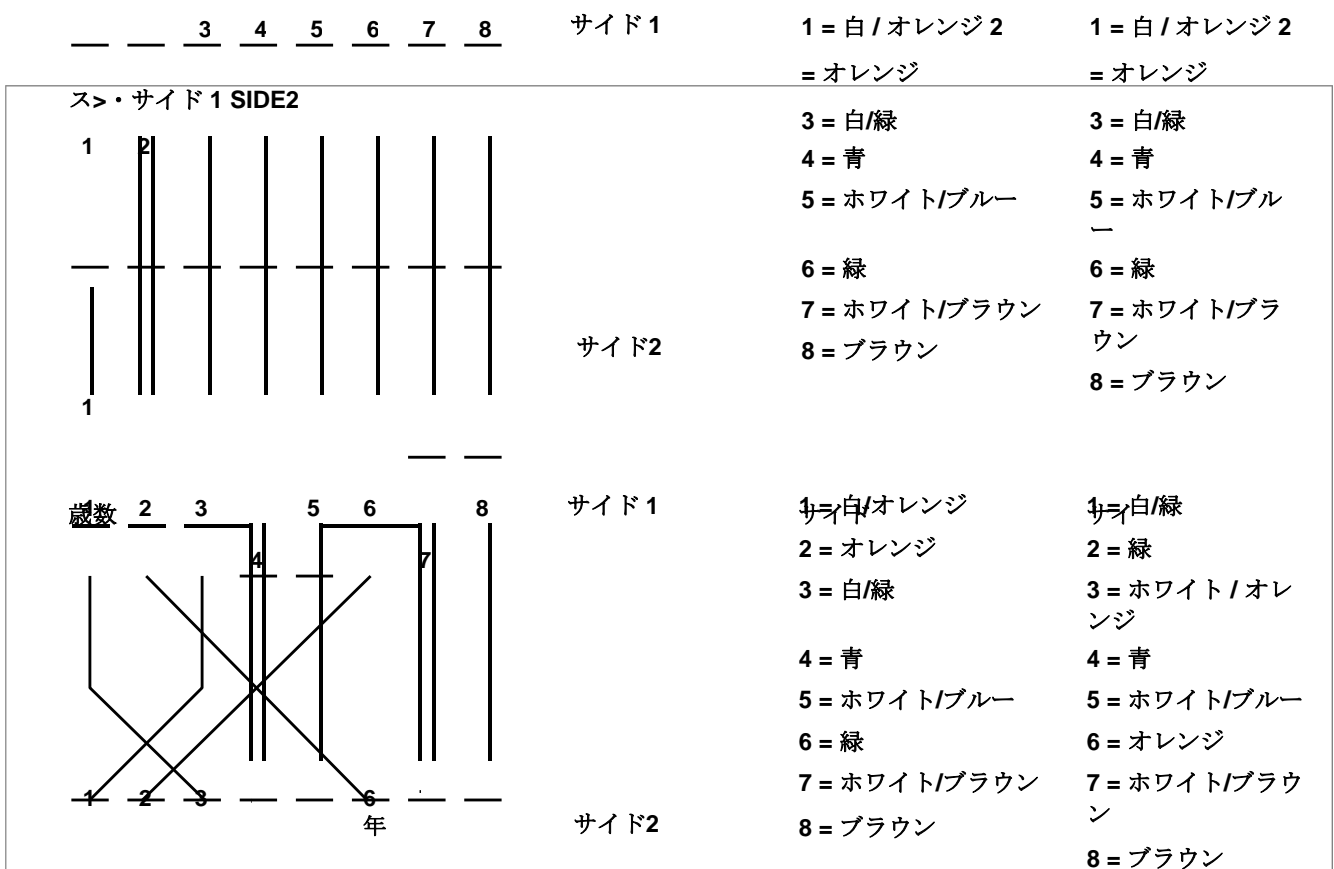 3 4 5 6 7 8
サイド 1
1 = 白 / オレンジ 2
= オレンジ
1 = 白 / オレンジ 2
= オレンジ
ス>・サイド 1 SIDE2
1 2
1
サイド2
3 = 白/緑
4 = 青
5 = ホワイト/ブルー
6 = 緑
7 = ホワイト/ブラウン
8 = ブラウン
3 = 白/緑
4 = 青
5 = ホワイト/ブル
ー
6 = 緑
7 = ホワイト/ブラ
ウン
8 = ブラウン
歳数 1 2 3 5 6 8
4 7
1 2 3 6
年
サイド 1
サイド2
1 = 白/オレンジ
サイド
2 = オレンジ
3 = 白/緑
4 = 青
5 = ホワイト/ブルー
6 = 緑
7 = ホワイト/ブラウン
8 = ブラウン
1 = 白/緑
サイ
2 = 緑
3 = ホワイト / オレ
ンジ
4 = 青
5 = ホワイト/ブルー
6 = オレンジ
7 = ホワイト/ブラウ
ン
8 = ブラウン